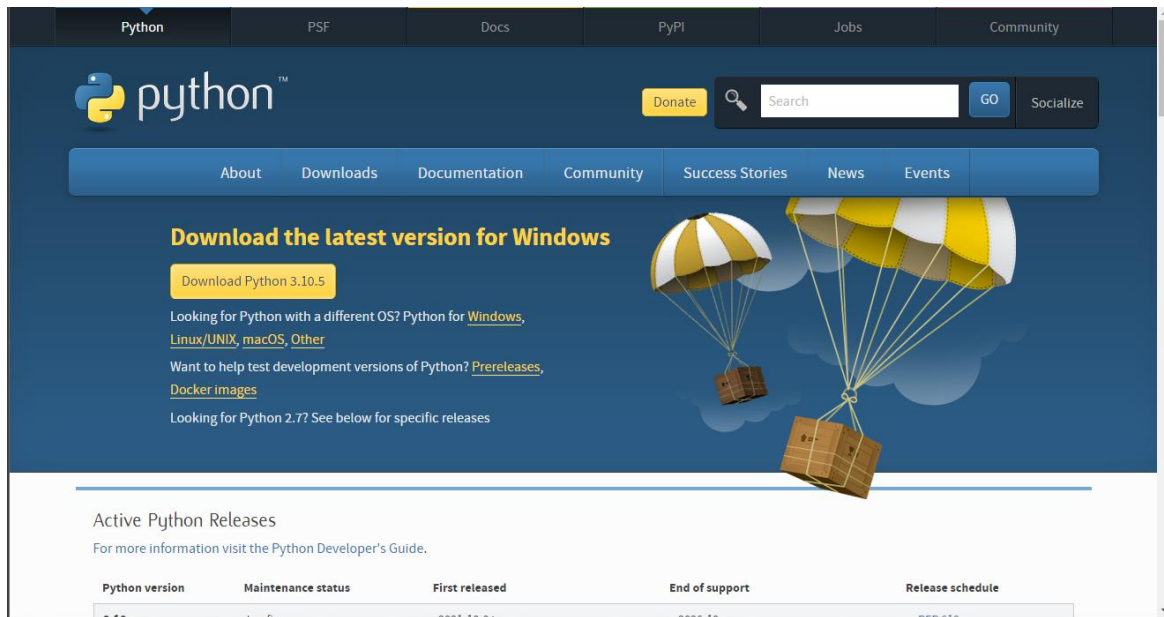 Python PSF Docs PyPI Jobs Community
python™
Donate Search GO Socialize
About Downloads Documentation Community Success Stories News Events
Download the latest version for Windows
Download Python 3.10.5
Looking for Python with a different OS? Python for Windows,
Linux/UNIX, macOS, Other
Want to help test development versions of Python? Prereleases,
Docker images
Looking for Python 2.7? See below for specific releases
Active Python Releases
For more information visit the Python Developer's Guide.
Python version Maintenance status First released End of support Release schedule